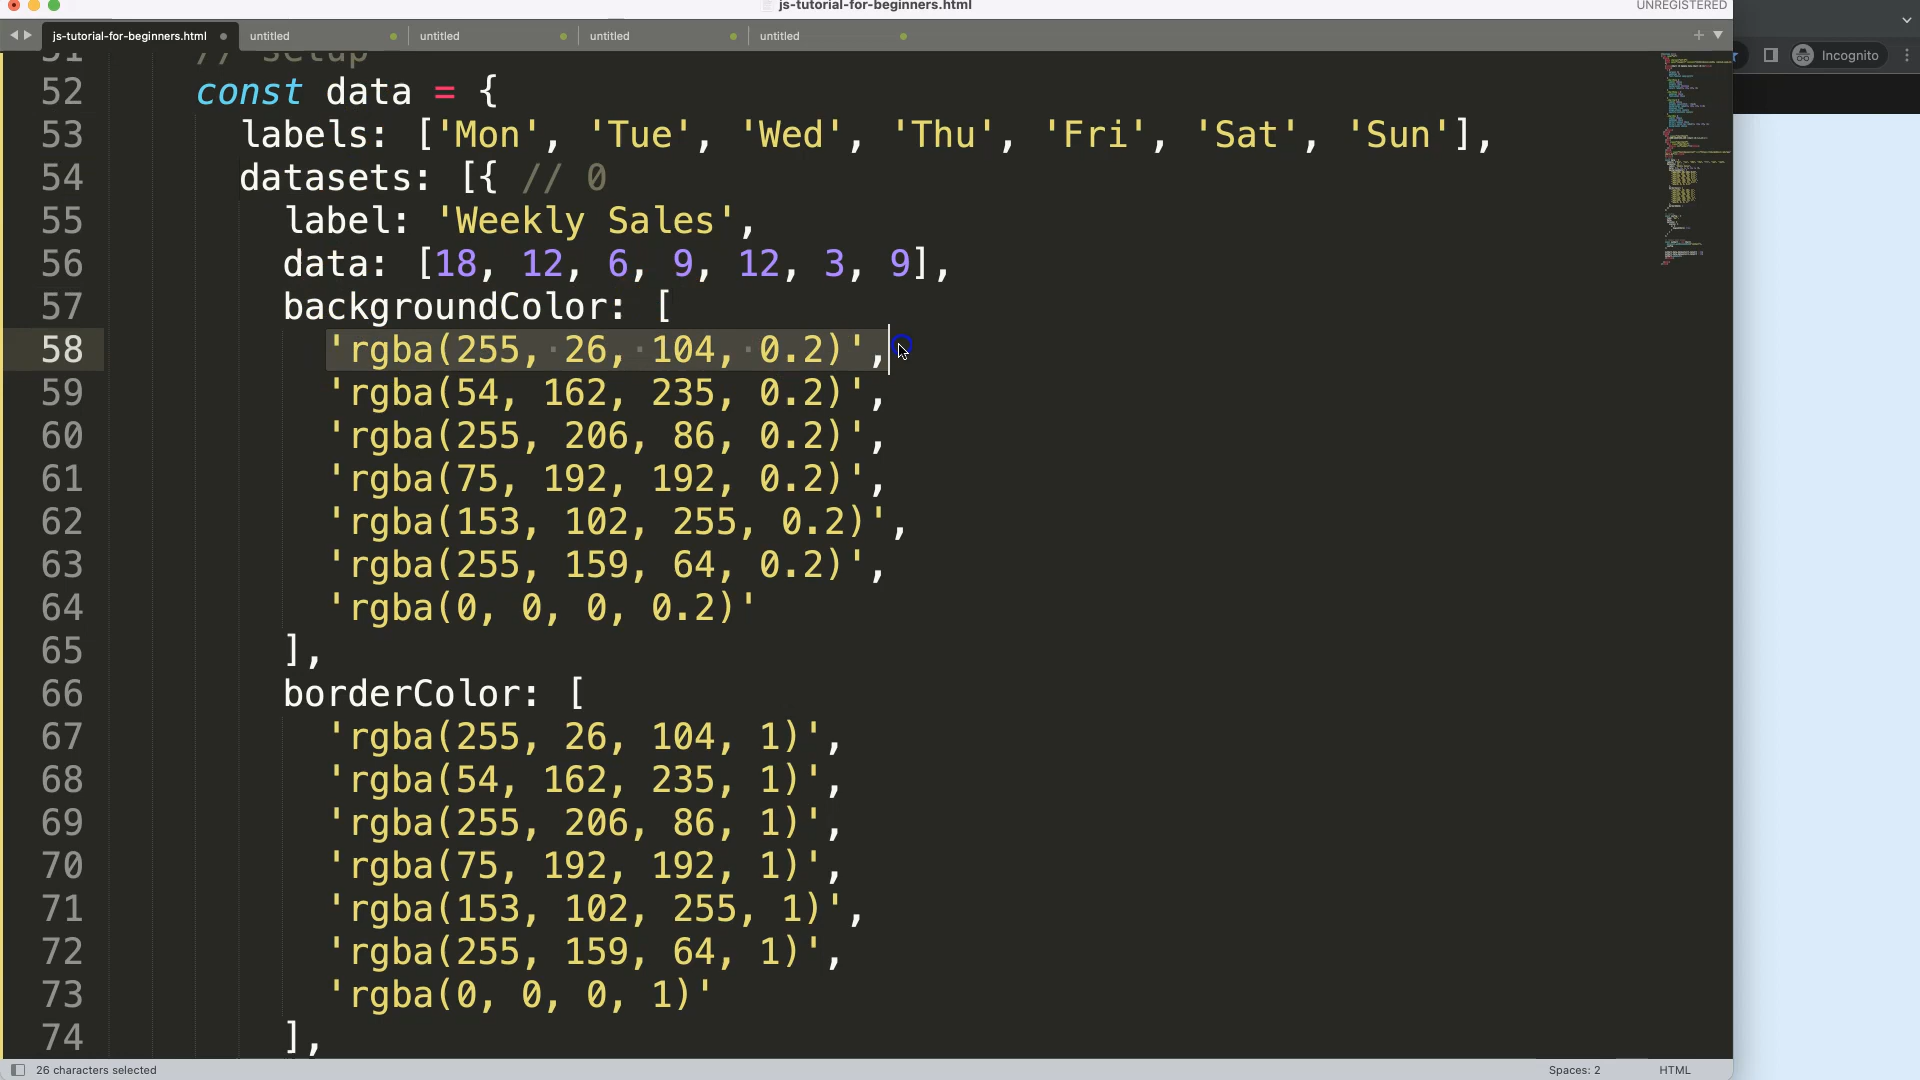 js-tutorial-for-beginners.html
UNREGISTERED
js-tutorial-for-beginners.html
untitled
untitled
untitled
untitled
Incognito
51 // setup
52 const data = {
53 labels: ['Mon', 'Tue', 'Wed', 'Thu', 'Fri', 'Sat', 'Sun'],
54 datasets: [{ // 0
55 label: 'Weekly Sales',
56 data: [18, 12, 6, 9, 12, 3, 9],
57 backgroundColor: [
58 'rgba(255, 26, 104, 0.2)',
59 'rgba(54, 162, 235, 0.2)',
60 'rgba(255, 206, 86, 0.2)',
61 'rgba(75, 192, 192, 0.2)',
62 'rgba(153, 102, 255, 0.2)',
63 'rgba(255, 159, 64, 0.2)',
64 'rgba(0, 0, 0, 0.2)'
65 ],
66 borderColor: [
67 'rgba(255, 26, 104, 1)',
68 'rgba(54, 162, 235, 1)',
69 'rgba(255, 206, 86, 1)',
70 'rgba(75, 192, 192, 1)',
71 'rgba(153, 102, 255, 1)',
72 'rgba(255, 159, 64, 1)',
73 'rgba(0, 0, 0, 1)'
74 ],
26 characters selected
Spaces: 2
HTML